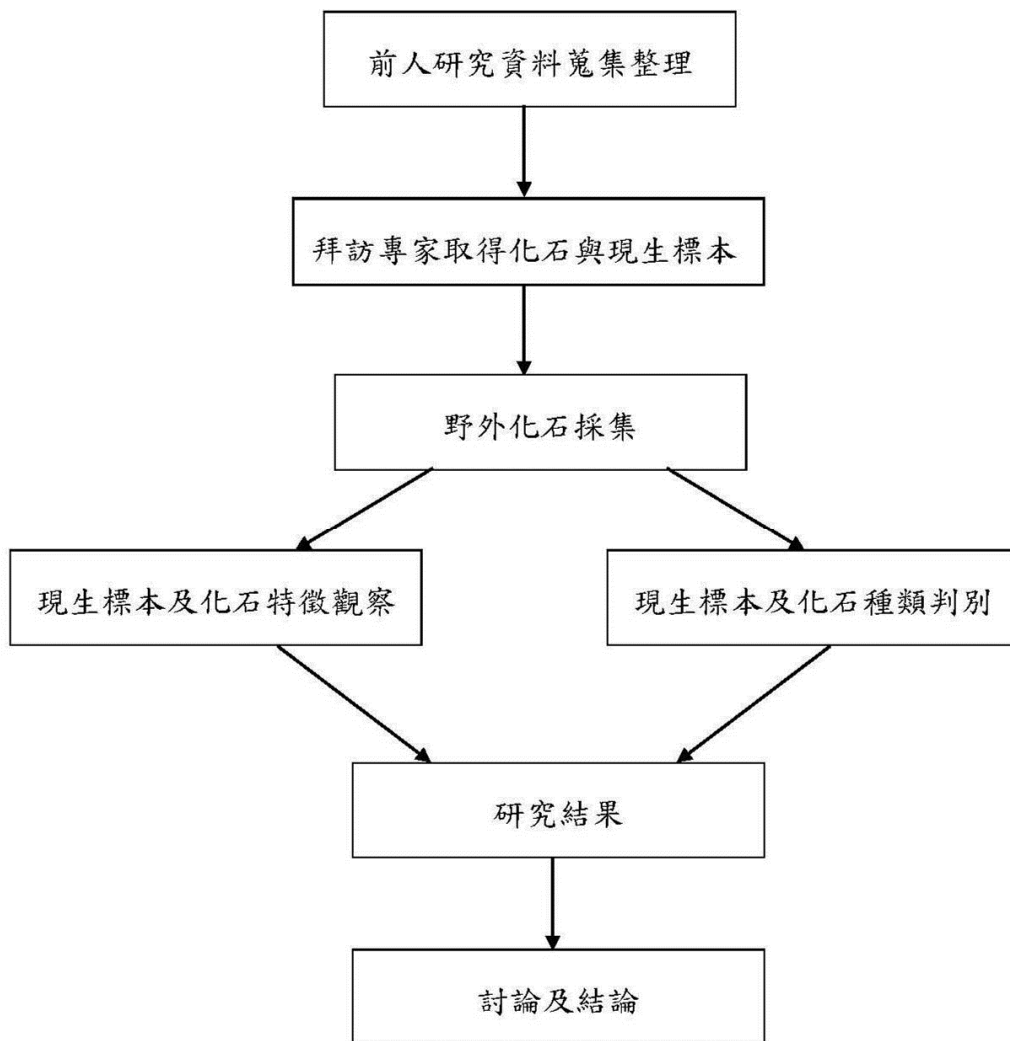 前人研究資料蒐集整理
拜訪專家取得化石與現生標本
野外化石採集
現生標本及化石特徵觀察
現生標本及化石種類判別
研究結果
討論及結論